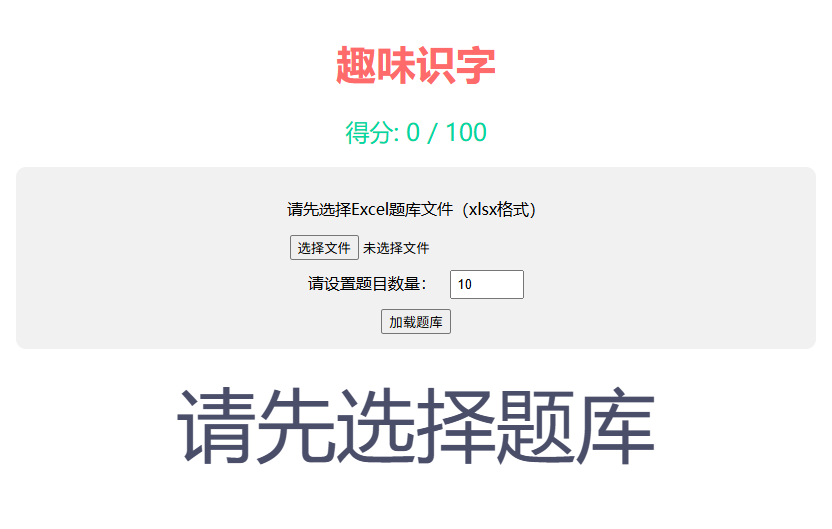 趣味识字
得分: 0 / 100
请先选择Excel题库文件（xlsx格式）
选择文件 未选择文件
请设置题目数量： 10
加载题库
请先选择题库